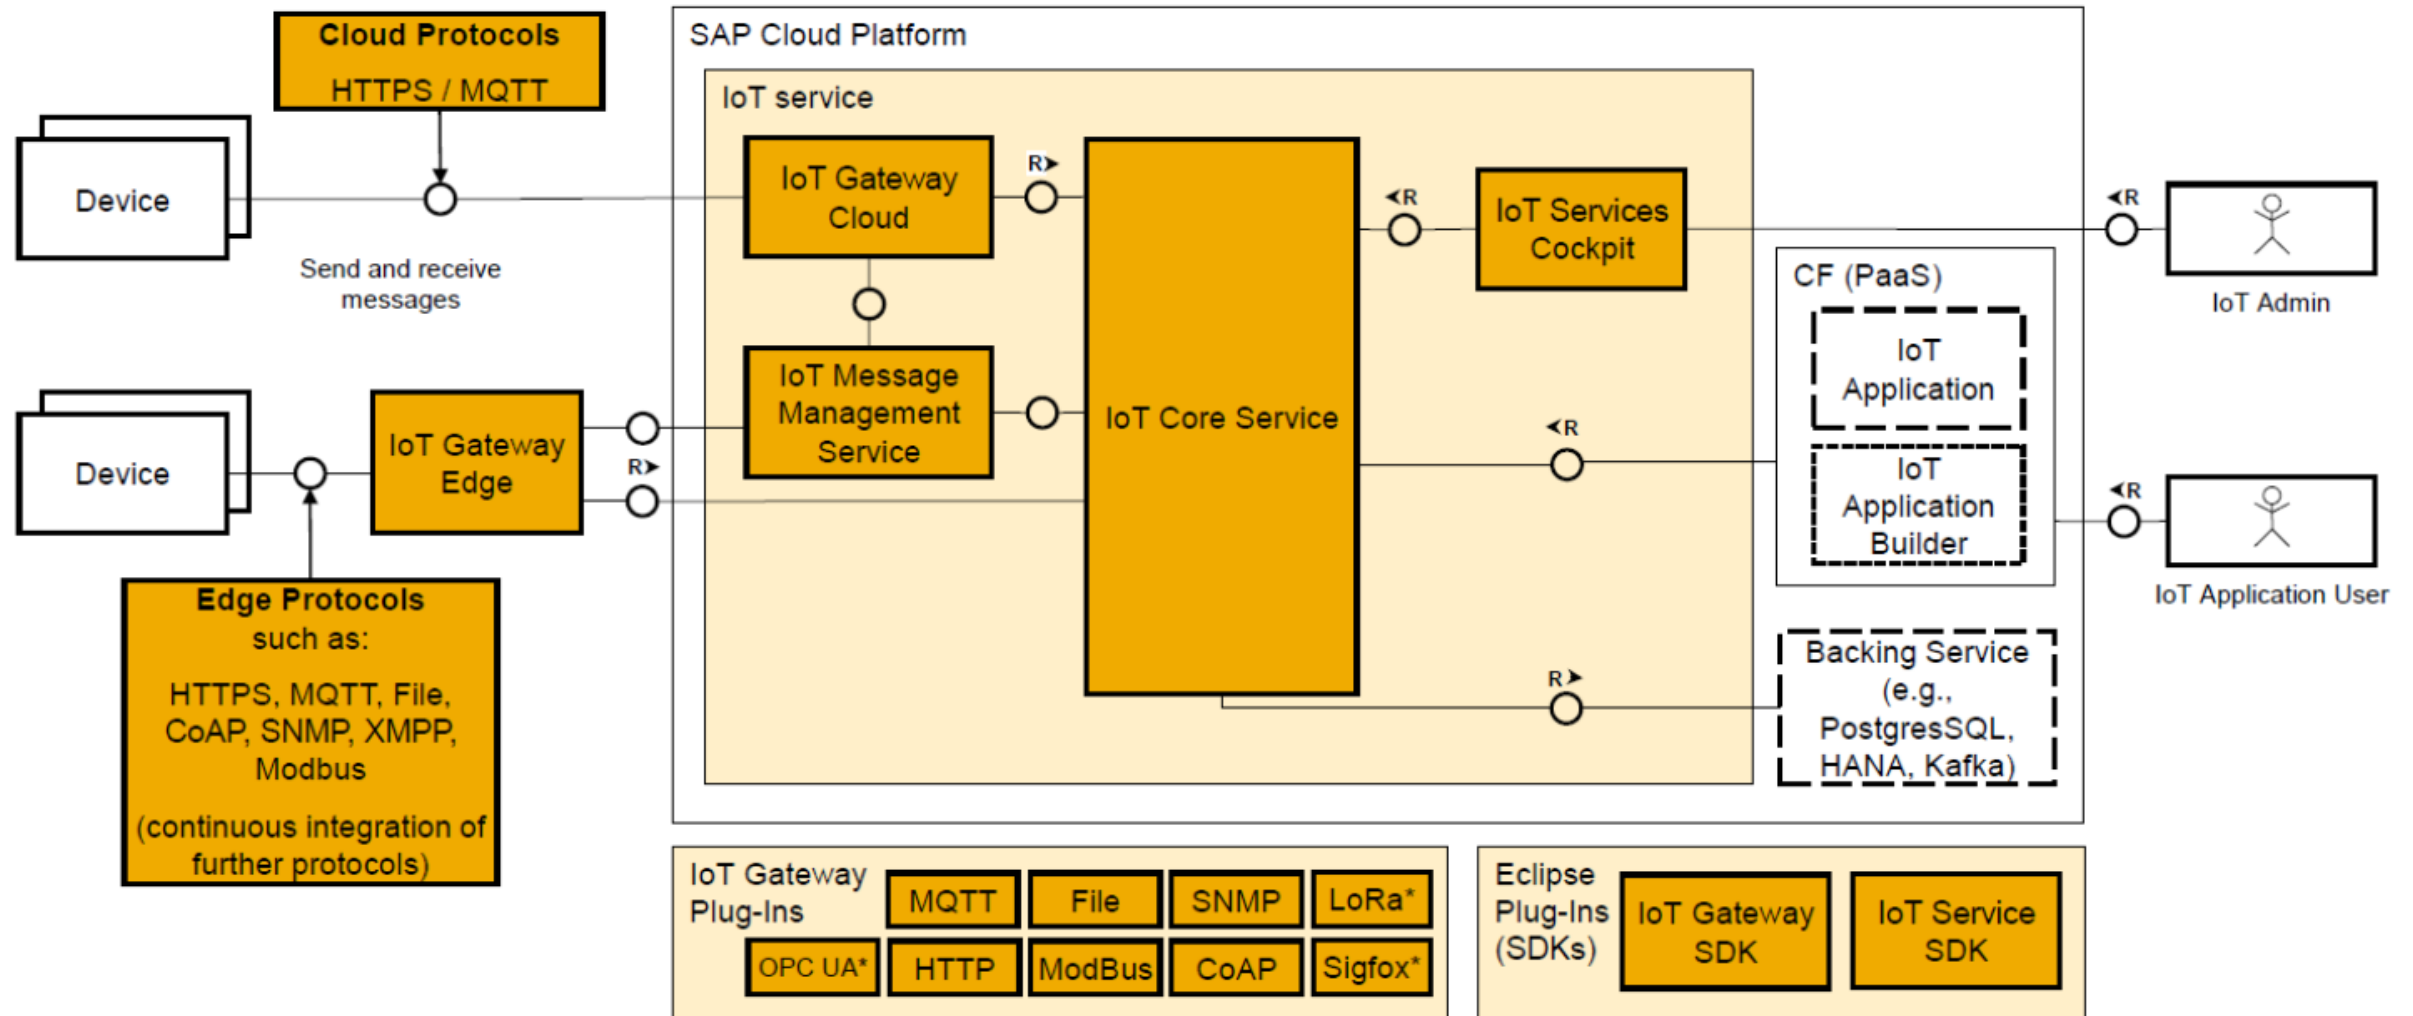 Cloud Protocols
HTTPS / MQTT
Device
Send and receive
messages
Device
IoT Gateway
Edge
Edge Protocols
such as:
HTTPS, MQTT, File,
CoAP, SNMP, XMPP,
Modbus
(continuous integration of
further protocols)
SAP Cloud Platform
IoT service
IoT Gateway
Cloud
R
IoT Message
Management
Service
R
IoT Core Service
R
IoT Services
Cockpit
R
R
CF (PaaS)
IoT
Application
IoT
Application
Builder
Backing Service
(e.g.,
PostgresSQL,
HANA, Kafka)
R
IoT Admin
R
IoT Application User
IoT Gateway
Plug-Ins
MQTT
File
SNMP
LoRa*
OPC UA*
HTTP
ModBus
CoAP
Sigfox*
Eclipse
Plug-Ins
(SDKs)
IoT Gateway
SDK
IoT Service
SDK